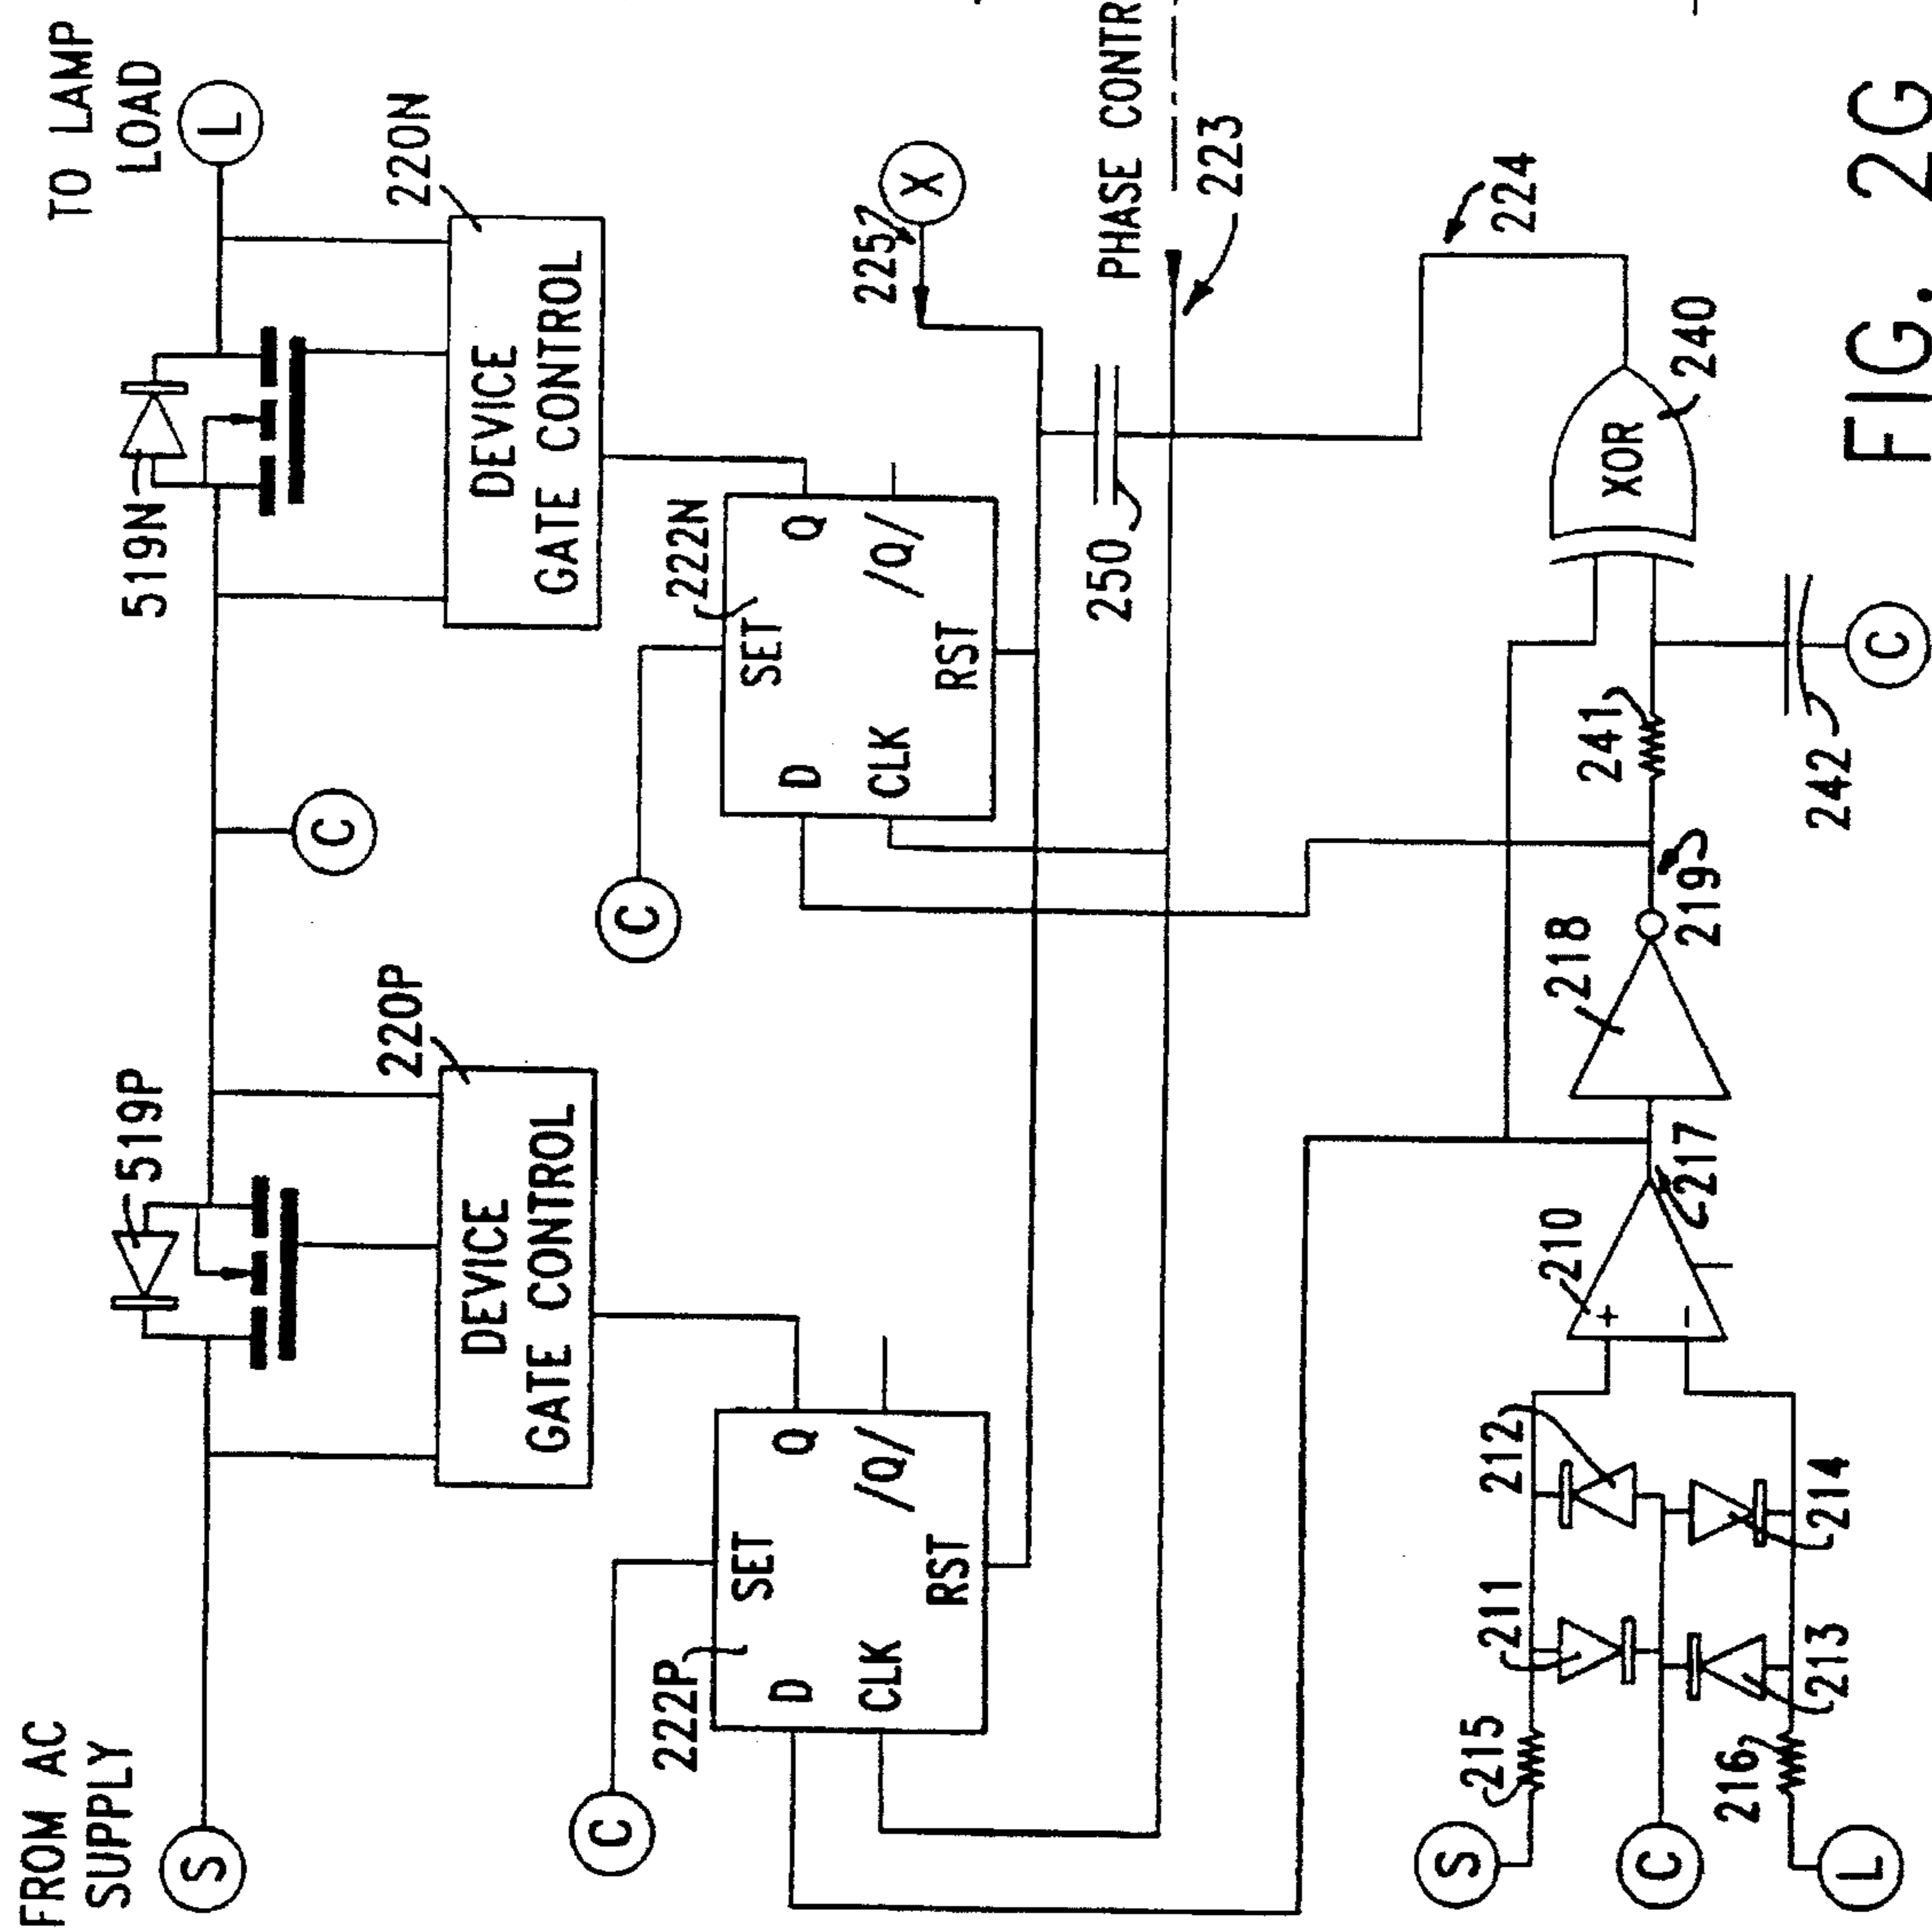 FROM AC
SUPPLY
S
519P
C
519N
TO LAMP
LOAD
L
220P
DEVICE
GATE CONTROL
220N
DEVICE
GATE CONTROL
C
222P
SET
D
Q
CLK
/Q/
RST
C
222N
SET
D
Q
CLK
/Q/
RST
225
X
250
PHASE CONTR
223
224
S
215
211
212
C
216
213
214
L
210
+
-
217
218
219
241
242
C
XOR
240
FIG. 2G